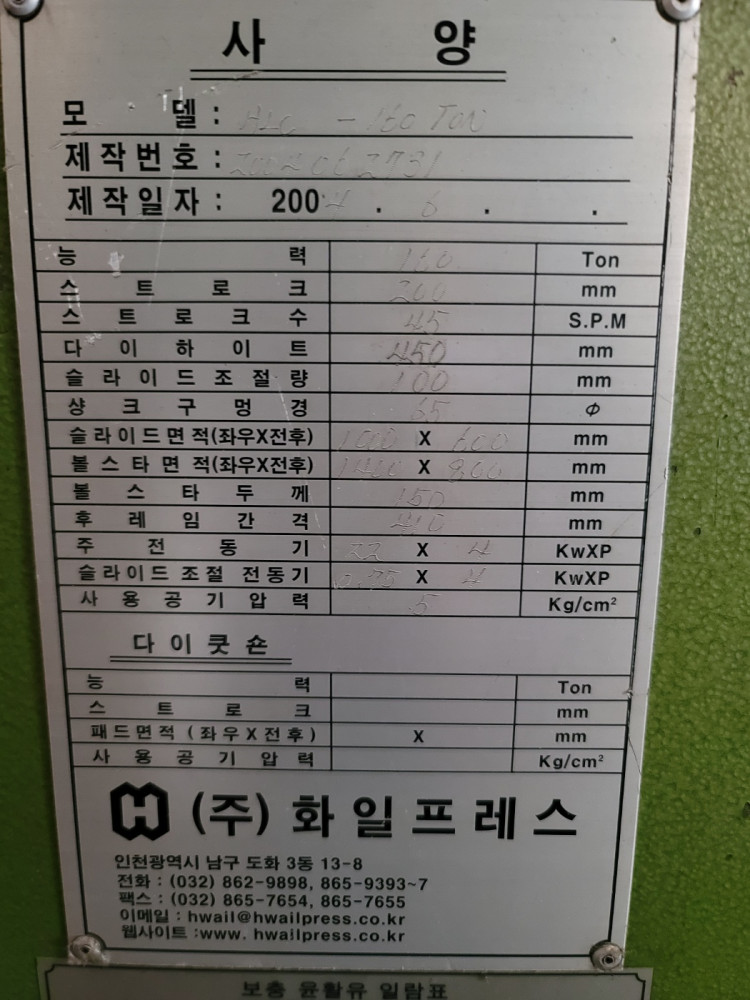 사 양
모 델 : HLC - 160 TON
제작번호 : 2004062731
제작일자 : 2004 . 6 . .
능 력 160 Ton
스 트 로 크 200 mm
스 트 로 크 수 45 S.P.M
다 이 하 이 트 450 mm
슬 라 이 드 조 절 량 100 mm
샹 크 구 멍 경 65 Φ
슬라이드면적(좌우X전후) X 600 mm
볼스타면적(좌우X전후) 1400 X 800 mm
볼 스 타 두 께 150 mm
후 레 임 간 격 mm
주 전 동 기 22 X 4 KwXP
슬라이드 조절 전동기 0.75 X 4 KwXP
사 용 공 기 압 력 5 Kg/cm²
다 이 쿳 숀
능 력 Ton
스 트 로 크 mm
패드면적 (좌우X전후) X mm
사 용 공 기 압 력 Kg/cm²
(주) 화일프레스
인천광역시 남구 도화 3동 13-8
전화 : (032) 862-9898, 865-9393~7
팩스 : (032) 865-7654, 865-7655
이메일 : hwail@hwailpress.co.kr
웹사이트 :www. hwailpress.co.kr
보충 윤활유 일람표